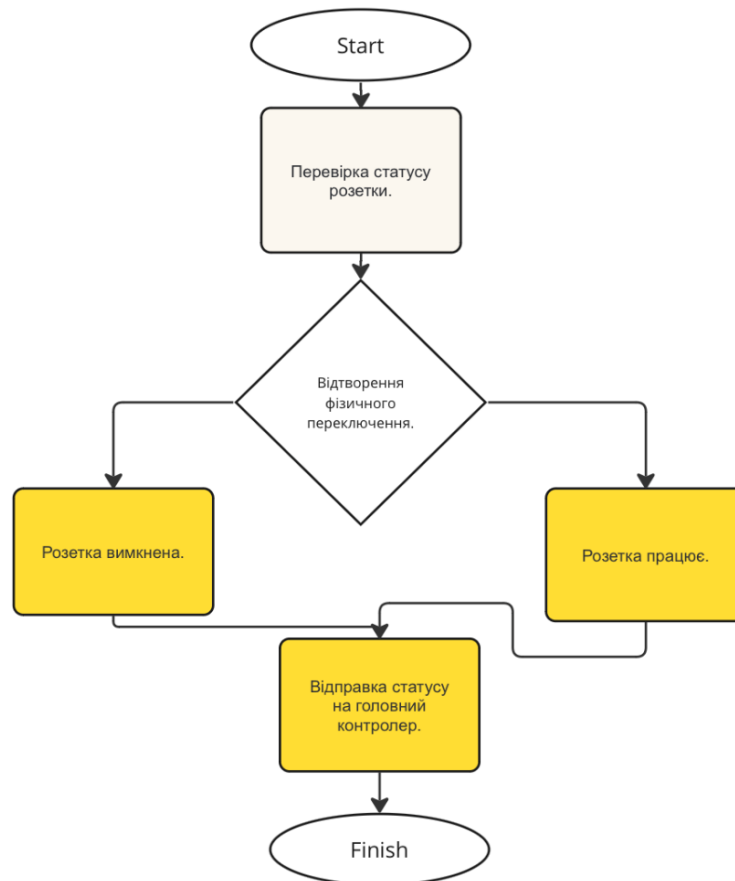 Start
Перевірка статусу
розетки.
Відтворення
фізичного
переключення.
Розетка вимкнена.
Розетка працює.
Відправка статусу
на головний
контролер.
Finish